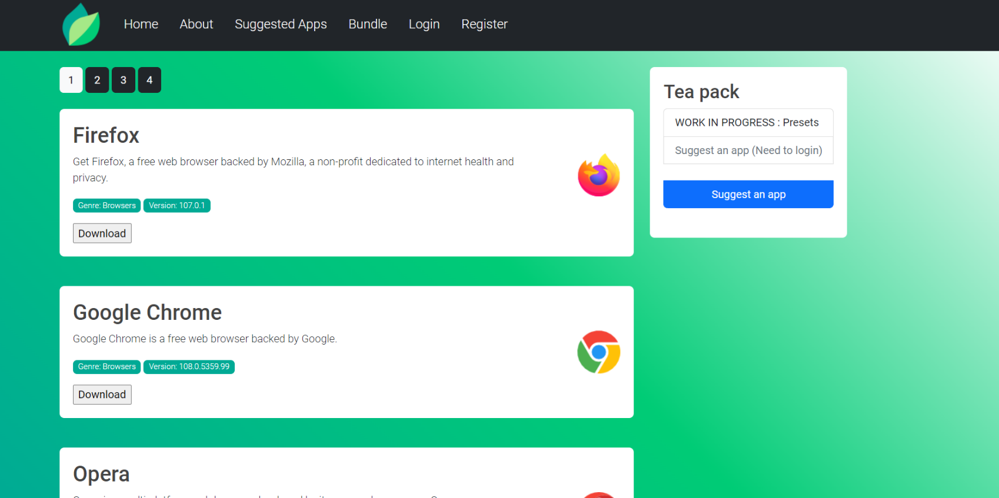 Home About Suggested Apps Bundle Login Register
1 2 3 4
Firefox
Get Firefox, a free web browser backed by Mozilla, a non-profit dedicated to internet health and
privacy.
Genre: Browsers Version: 107.0.1
Download
Google Chrome
Google Chrome is a free web browser backed by Google.
Genre: Browsers Version: 108.0.5359.99
Download
Opera
Tea pack
WORK IN PROGRESS : Presets
Suggest an app (Need to login)
Suggest an app